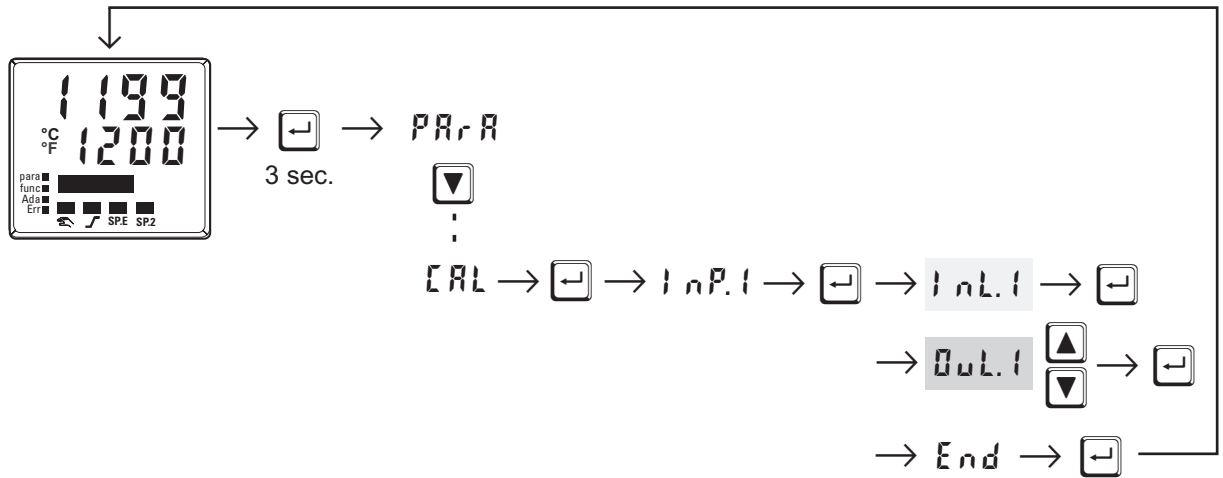 1199
°C
°F 1200
para
func
Ada
Err
SP.E SP.2
3 sec.
PArA
CAL → InP.1 → InL.1 →
→ OuL.1 →
→ End →